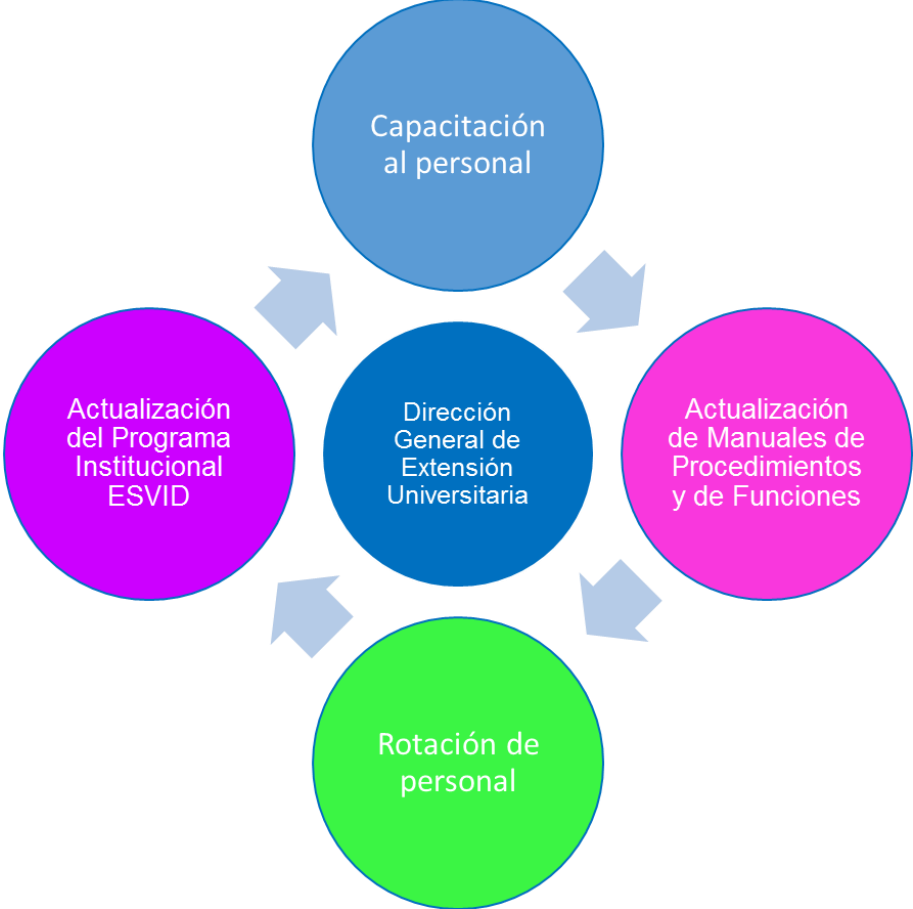 Capacitación
al personal
Actualización
del Programa
Institucional
ESVID
Dirección
General de
Extensión
Universitaria
Actualización
de Manuales de
Procedimientos
y de Funciones
Rotación de
personal